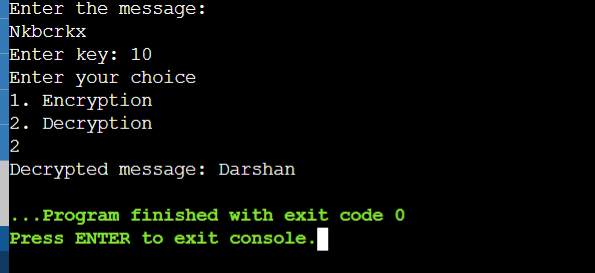 Enter the message:
Nkbcrkx
Enter key: 10
Enter your choice
1. Encryption
2. Decryption
2
Decrypted message: Darshan
...Program finished with exit code 0
Press ENTER to exit console.